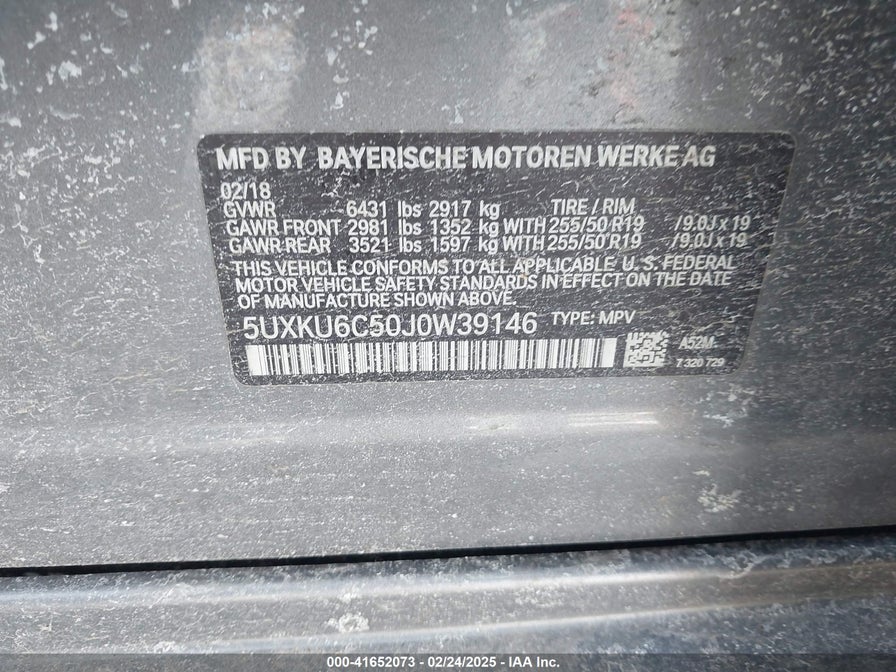 MFD BY BAYERISCHE MOTOREN WERKE AG
02/18
GVWR 6431 lbs 2917 kg TIRE / RIM
GAWR FRONT 2981 lbs 1352 kg WITH 255/50 R19 /9.0J x 19
GAWR REAR 3521 lbs 1597 kg WITH 255/50 R19 /9.0J x 19
THIS VEHICLE CONFORMS TO ALL APPLICABLE U. S. FEDERAL
MOTOR VEHICLE SAFETY STANDARDS IN EFFECT ON THE DATE
OF MANUFACTURE SHOWN ABOVE.
5UXKU6C50J0W39146 TYPE: MPV
A52M
7 320 729
000-41652073 - 02/24/2025 - IAA Inc.